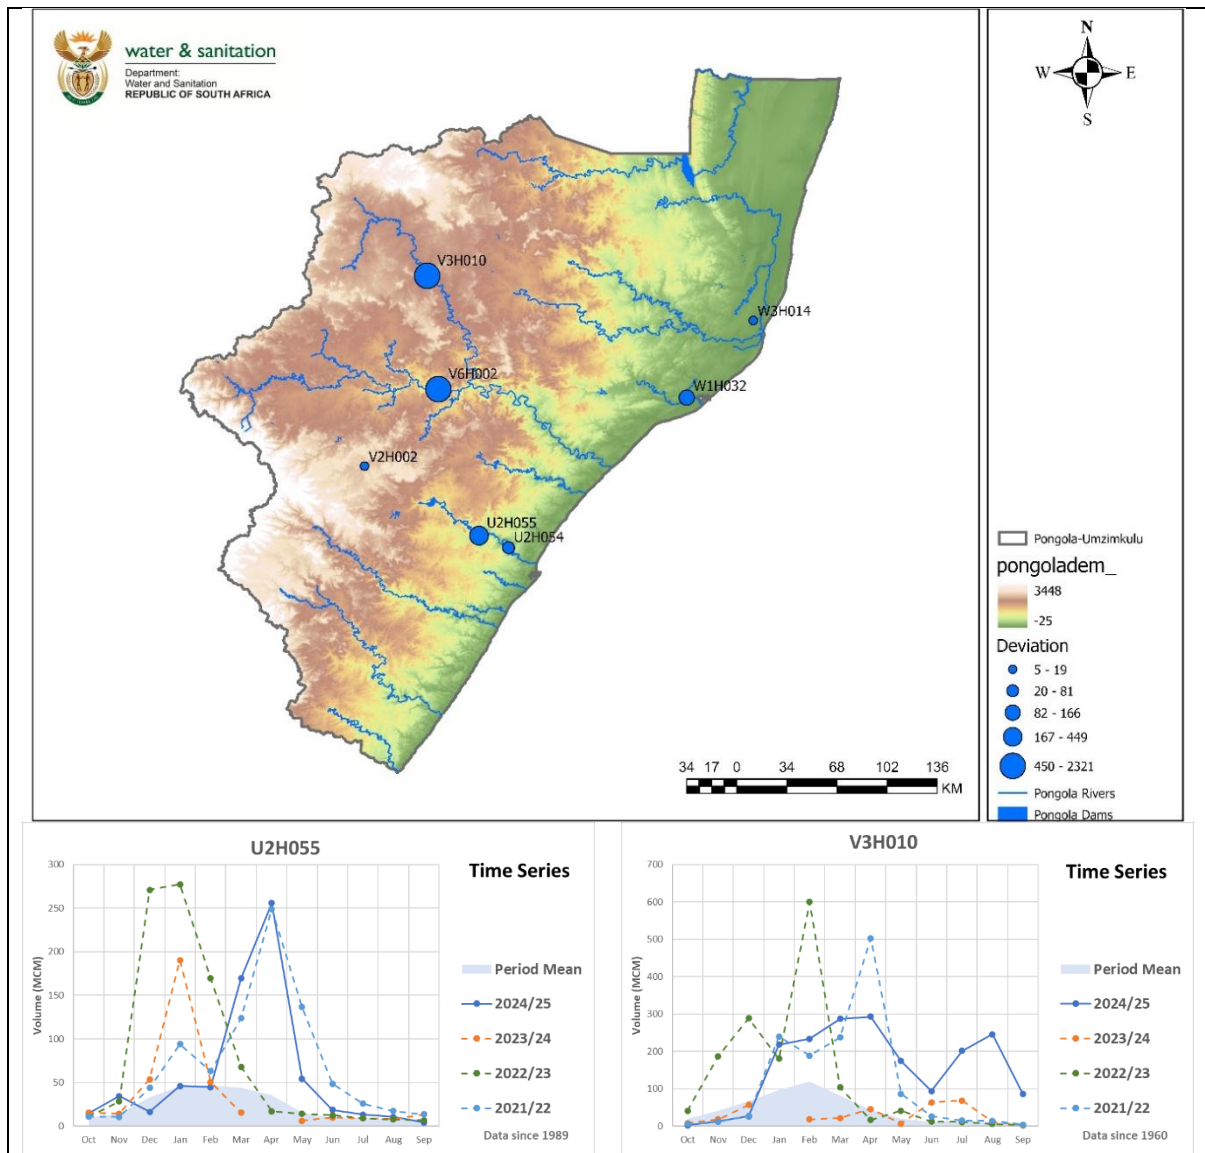 water & sanitation
Department:
Water and Sanitation
REPUBLIC OF SOUTH AFRICA
N
W E
S
V3H010
W3H014
V6H002
W1H032
V2H002
U2H055
U2H054
Pongola-Umzimkulu
pongoladem_
3448
-25
Deviation
5 - 19
20 - 81
82 - 166
167 - 449
450 - 2321
Pongola Rivers
Pongola Dams
34 17 0 34 68 102 136
KM
U2H055
Time Series
Volume (MCM)
300
250
200
150
100
50
0
Oct Nov Dec Jan Feb Mar Apr May Jun Jul Aug Sep
Period Mean
2024/25
2023/24
2022/23
2021/22
Data since 1989
V3H010
Time Series
Volume (MCM)
700
600
500
400
300
200
100
0
Oct Nov Dec Jan Feb Mar Apr May Jun Jul Aug Sep
Period Mean
2024/25
2023/24
2022/23
2021/22
Data since 1960